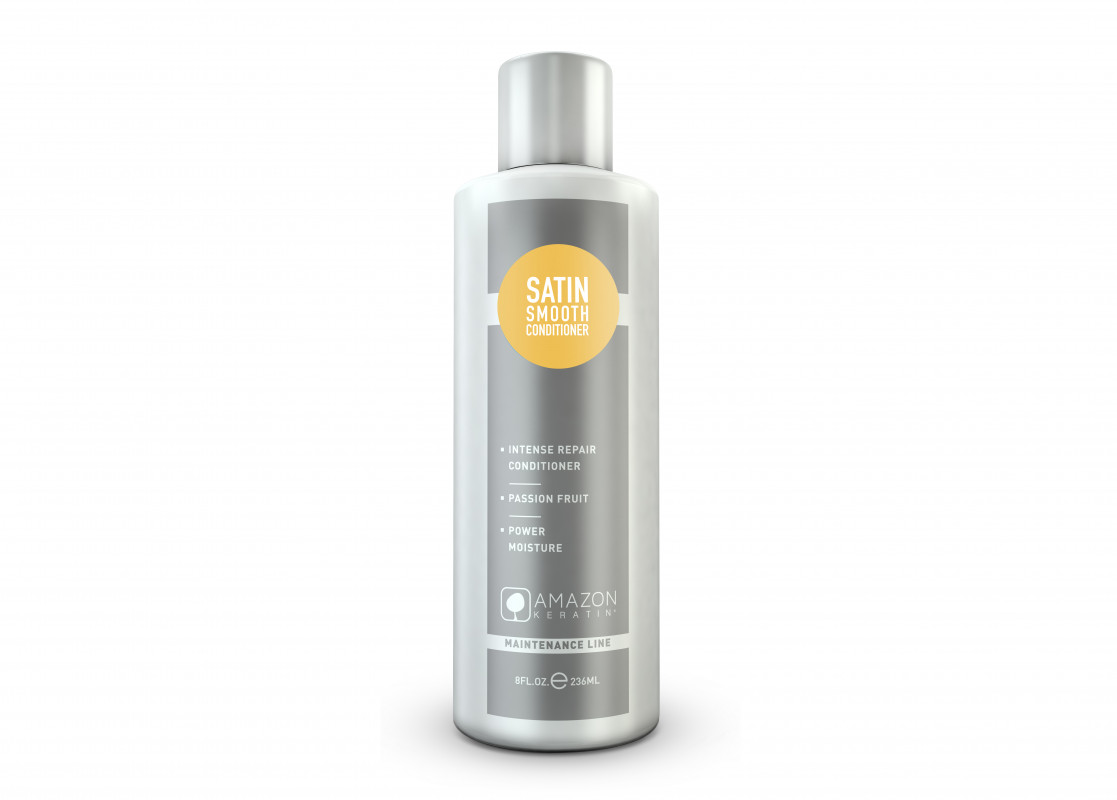 SATIN
SMOOTH
CONDITIONER
• INTENSE REPAIR
CONDITIONER
• PASSION FRUIT
• POWER
MOISTURE
AMAZON
KERATIN®
MAINTENANCE LINE
8FL.OZ. ℮ 236ML